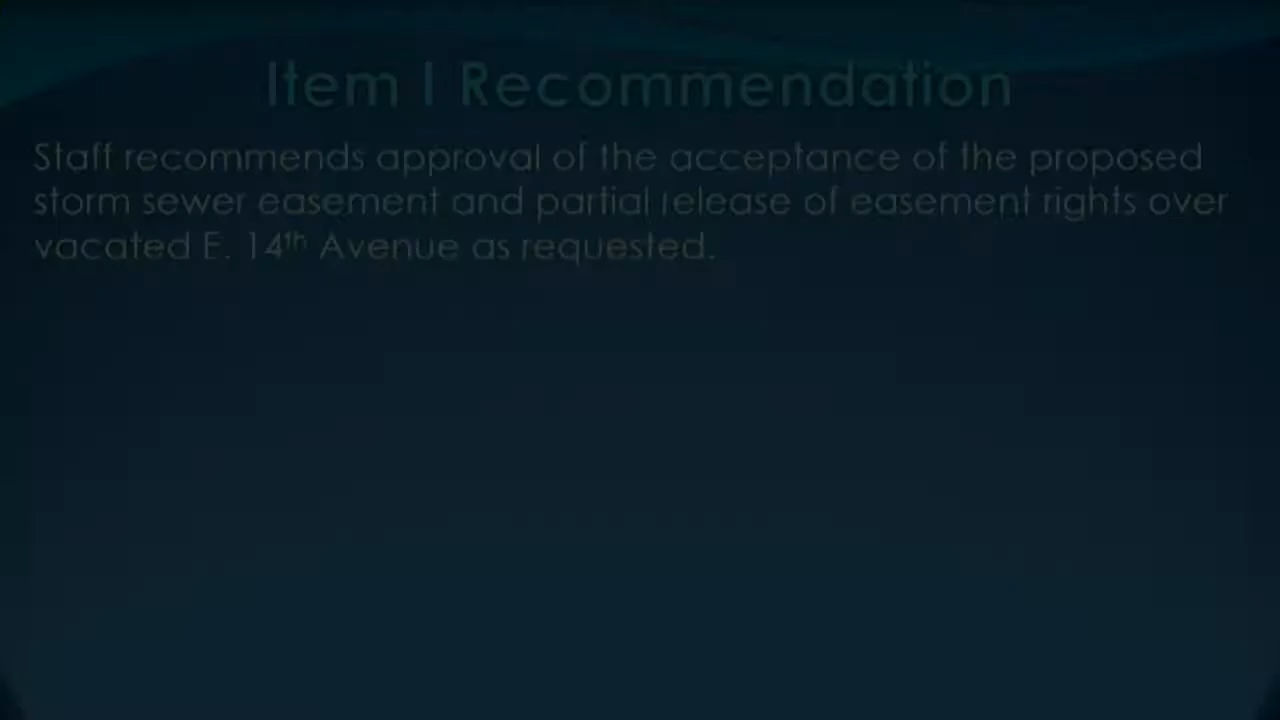 Item I Recommendation
Staff recommends approval of the acceptance of the proposed
storm sewer easement and partial release of easement rights over
vacated E. 14th Avenue as requested.